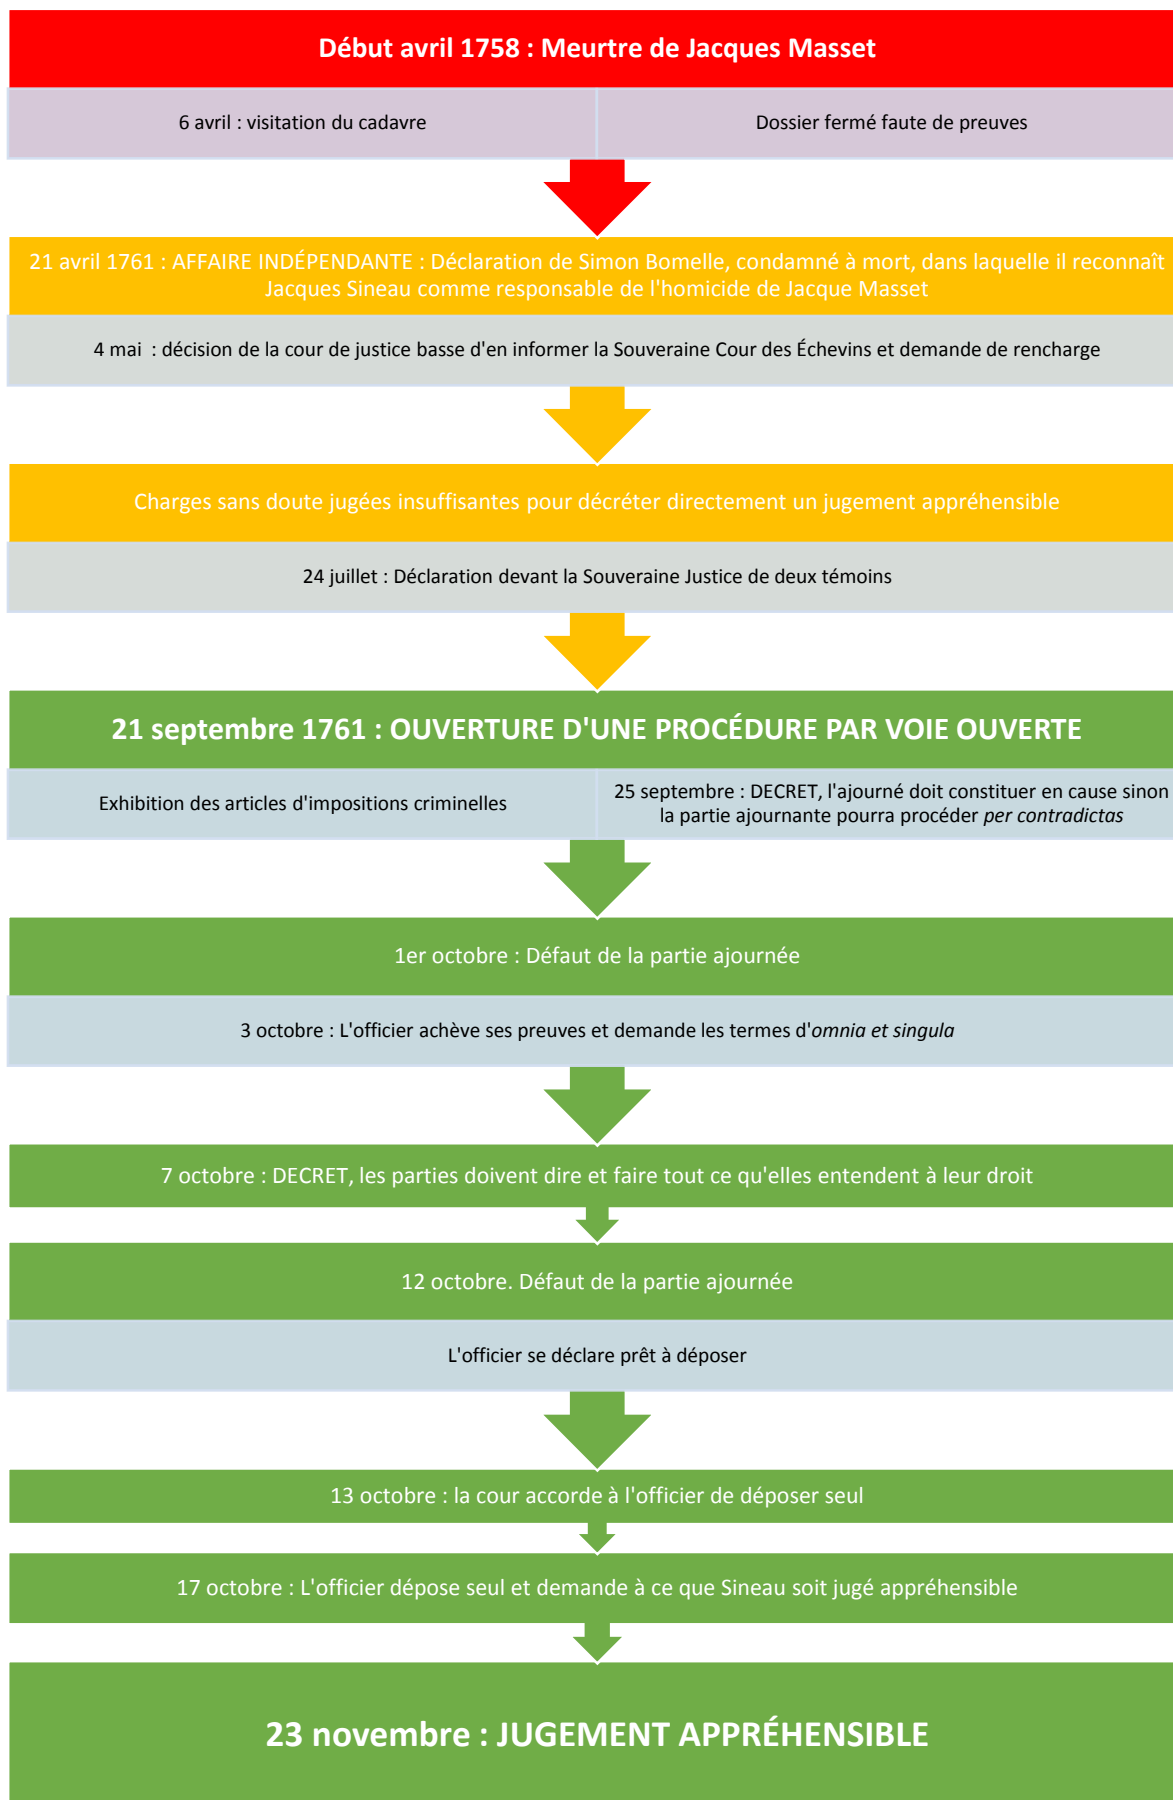 Début avril 1758 : Meurtre de Jacques Masset
6 avril : visitation du cadavre
Dossier fermé faute de preuves
21 avril 1761 : AFFAIRE INDÉPENDANTE : Déclaration de Simon Bomelle, condamné à mort, dans laquelle il reconnaît
Jacques Sineau comme responsable de l'homicide de Jacque Masset
4 mai  : décision de la cour de justice basse d'en informer la Souveraine Cour des Échevins et demande de rencharge
Charges sans doute jugées insuffisantes pour décréter directement un jugement appréhensible
24 juillet : Déclaration devant la Souveraine Justice de deux témoins
21 septembre 1761 : OUVERTURE D'UNE PROCÉDURE PAR VOIE OUVERTE
Exhibition des articles d'impositions criminelles
25 septembre : DECRET, l'ajourné doit constituer en cause sinon
la partie ajournante pourra procéder per contradictas
1er octobre : Défaut de la partie ajournée
3 octobre : L'officier achève ses preuves et demande les termes d'omnia et singula
7 octobre : DECRET, les parties doivent dire et faire tout ce qu'elles entendent à leur droit
12 octobre. Défaut de la partie ajournée
L'officier se déclare prêt à déposer
13 octobre : la cour accorde à l'officier de déposer seul
17 octobre : L'officier dépose seul et demande à ce que Sineau soit jugé appréhensible
23 novembre : JUGEMENT APPRÉHENSIBLE